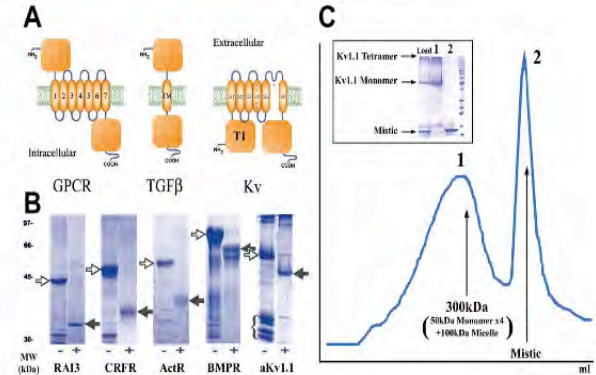 A
NH2
Extracellular
1 2 3 4 5 6 7
TM
Intracellular
COOH
COOH
T1
NH2
COOH
GPCR
TGFβ
Kv
B
97-
66-
45-
36-
MW
(kDa)
- +
- +
- +
- +
- +
RAI3
CRFR
ActR
BMPR
aKv1.1
C
Load 1 2
Kv1.1 Tetramer
Kv1.1 Monomer
Mistic
1
2
300kDa
(50kDa Monomer x4
+100kDa Micelle)
Mistic
ml